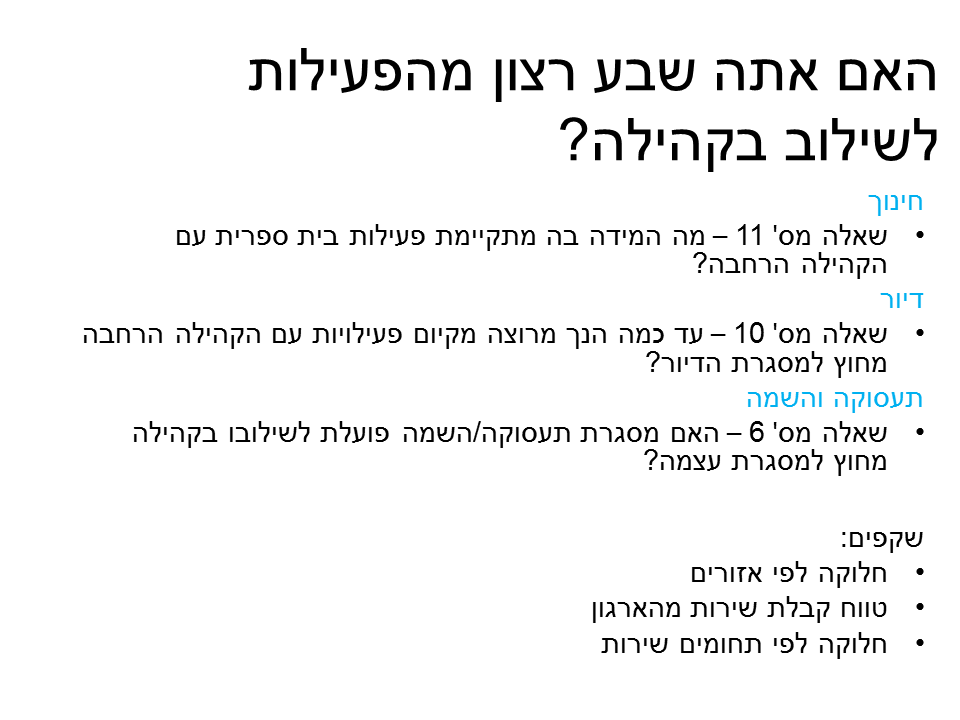 האם אתה שבע רצון מהפעילות
לשילוב בקהילה?
חינוך
• שאלה מס' 11 – מה המידה בה מתקיימת פעילות בית ספרית עם
הקהילה הרחבה?
דיור
• שאלה מס' 10 – עד כמה הנך מרוצה מקיום פעילויות עם הקהילה הרחבה
מחוץ למסגרת הדיור?
תעסוקה והשמה
• שאלה מס' 6 – האם מסגרת תעסוקה/השמה פועלת לשילובו בקהילה
מחוץ למסגרת עצמה?
שקפים:
• חלוקה לפי אזורים
• טווח קבלת שירות מהארגון
• חלוקה לפי תחומים שירות